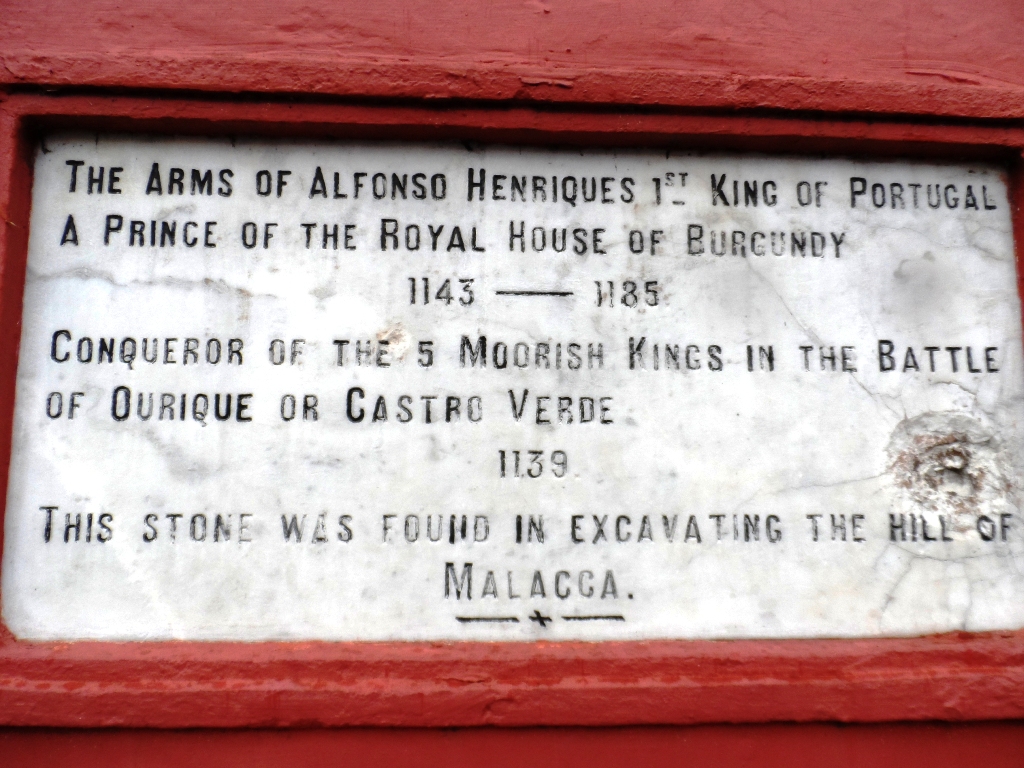 THE ARMS OF ALFONSO HENRIQUES 1ST KING OF PORTUGAL
A PRINCE OF THE ROYAL HOUSE OF BURGUNDY
1143 — 1185
CONQUEROR OF THE 5 MOORISH KINGS IN THE BATTLE
OF OURIQUE OR CASTRO VERDE
1139
THIS STONE WAS FOUND IN EXCAVATING THE HILL OF
MALACCA.